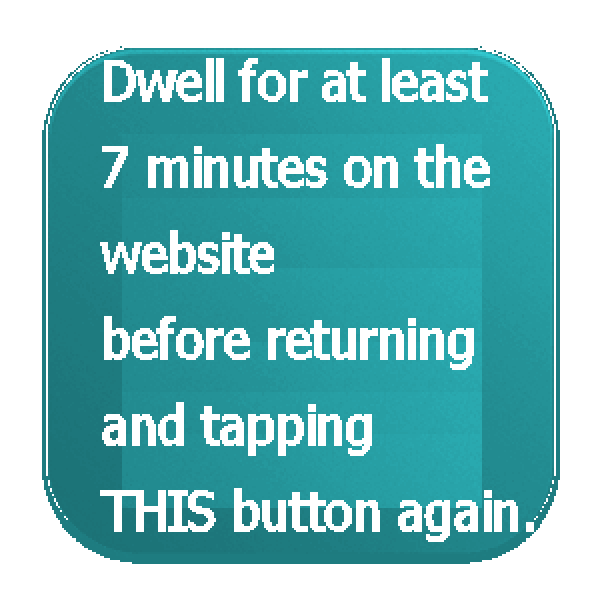 Dwell for at least
7 minutes on the
website
before returning
and tapping
THIS button again.